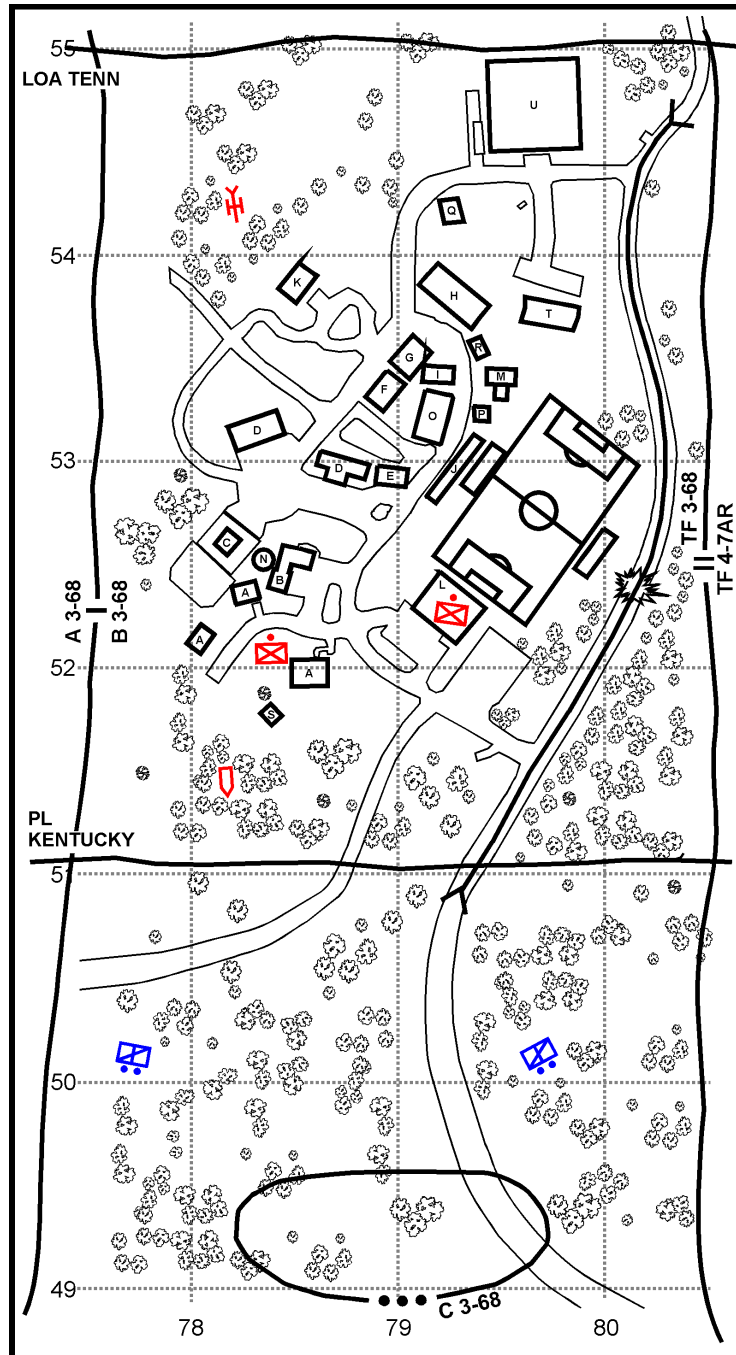 55
LOA TENN
U
Q
54
K
H
T
R
G
I
M
F
O
P
D
53
D
E
J
C
N
B
A
L
A 3-68
B 3-68
TF 3-68
TF 4-7AR
A
52
A
S
PL
KENTUCKY
51
50
49
C 3-68
78
79
80